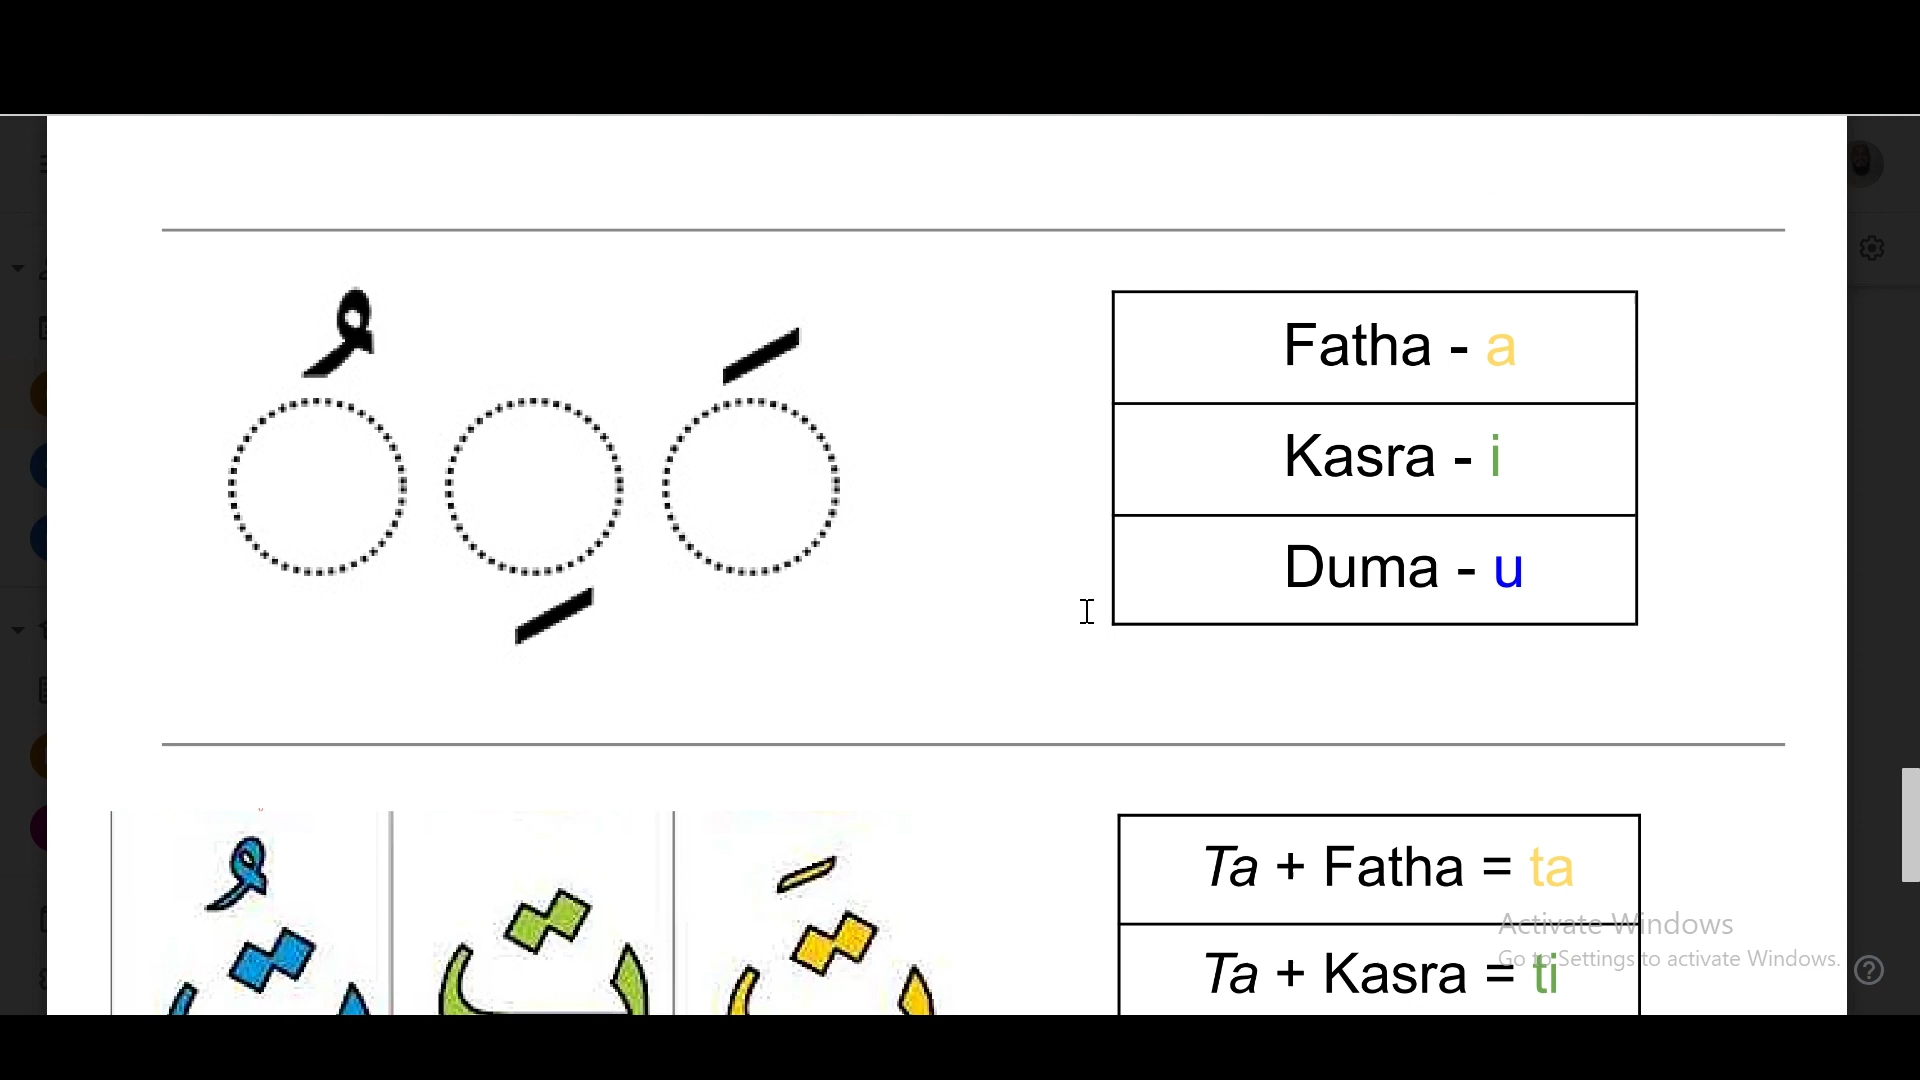 Fatha - a
Kasra - i
Duma - u
Ta + Fatha = ta
Ta + Kasra = ti
Activate Windows
Go to Settings to activate Windows.